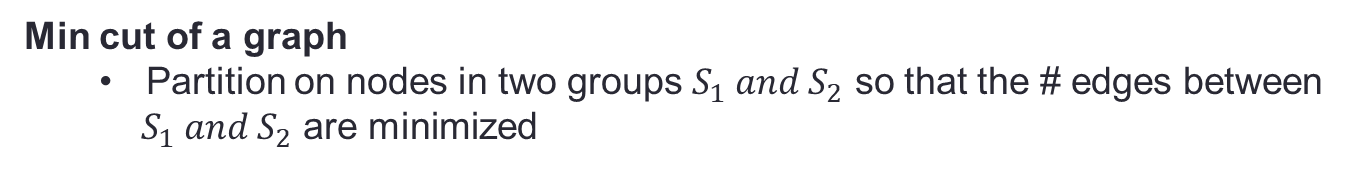 Min cut of a graph
• Partition on nodes in two groups S₁ and S₂ so that the # edges between
S₁ and S₂ are minimized